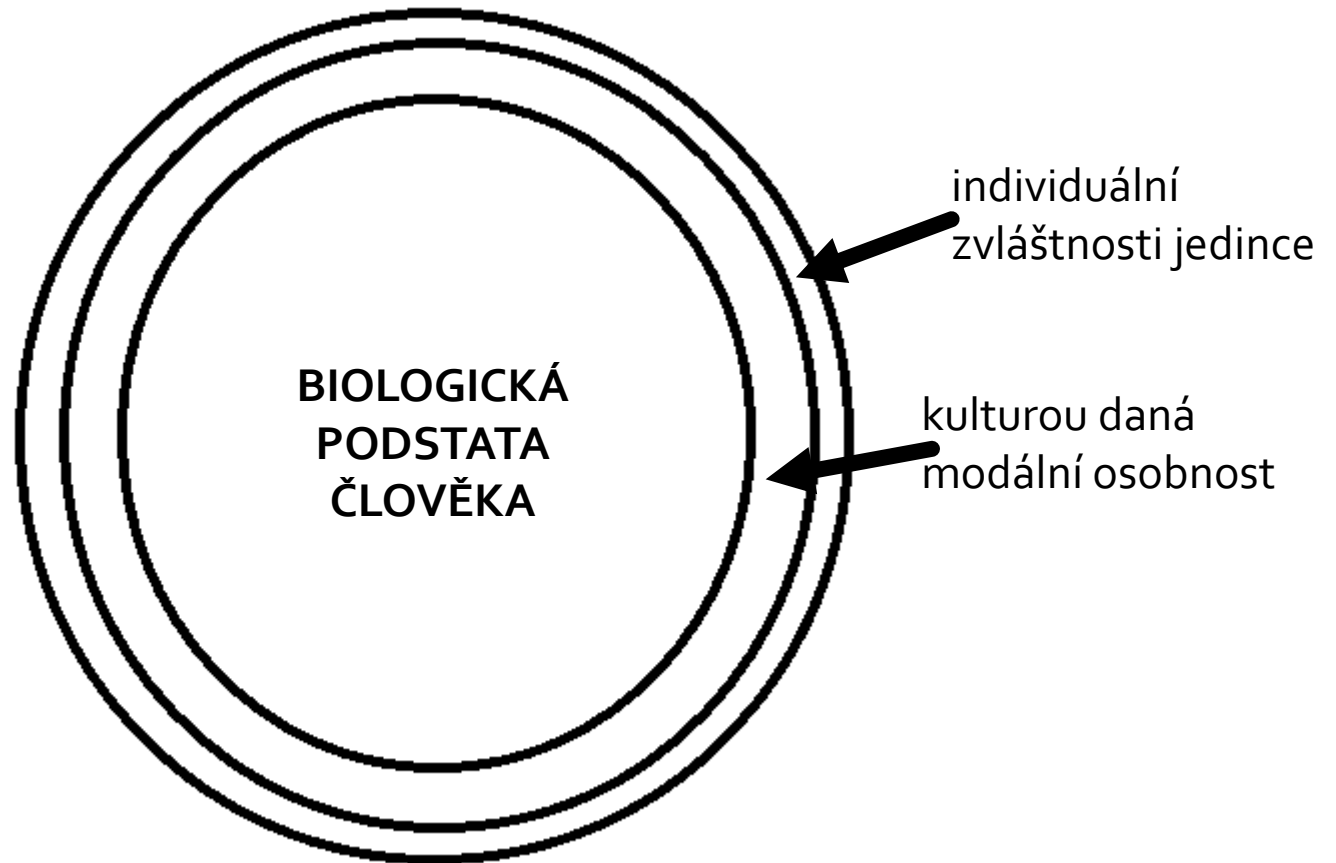 individuální
zvláštnosti jedince
BIOLOGICKÁ
PODSTATA
ČLOVĚKA
kulturou daná
modální osobnost